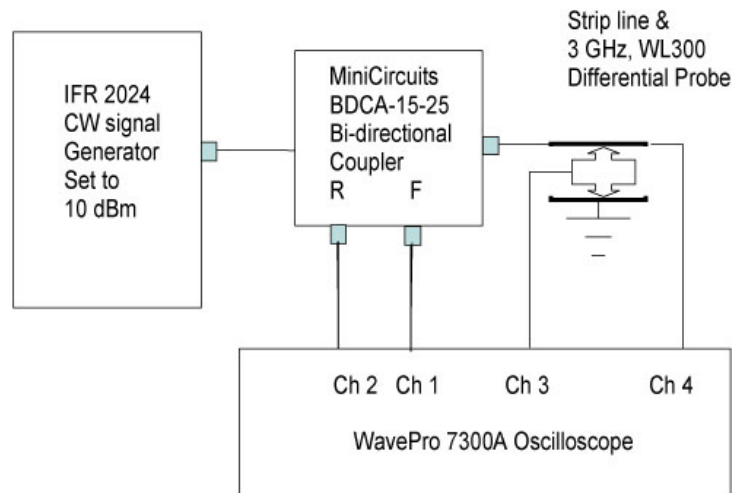 IFR 2024
CW signal
Generator
Set to
10 dBm
MiniCircuits
BDCA-15-25
Bi-directional
Coupler
R F
Strip line &
3 GHz, WL300
Differential Probe
Ch 2 Ch 1 Ch 3 Ch 4
WavePro 7300A Oscilloscope